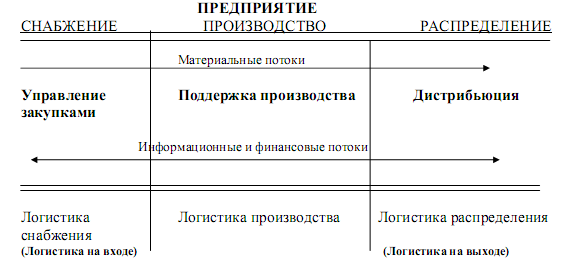 ПРЕДПРИЯТИЕ
СНАБЖЕНИЕ ПРОИЗВОДСТВО РАСПРЕДЕЛЕНИЕ
Материальные потоки
Управление закупками
Поддержка производства
Дистрибьюция
Информационные и финансовые потоки
Логистика снабжения
(Логистика на входе)
Логистика производства
Логистика распределения
(Логистика на выходе)